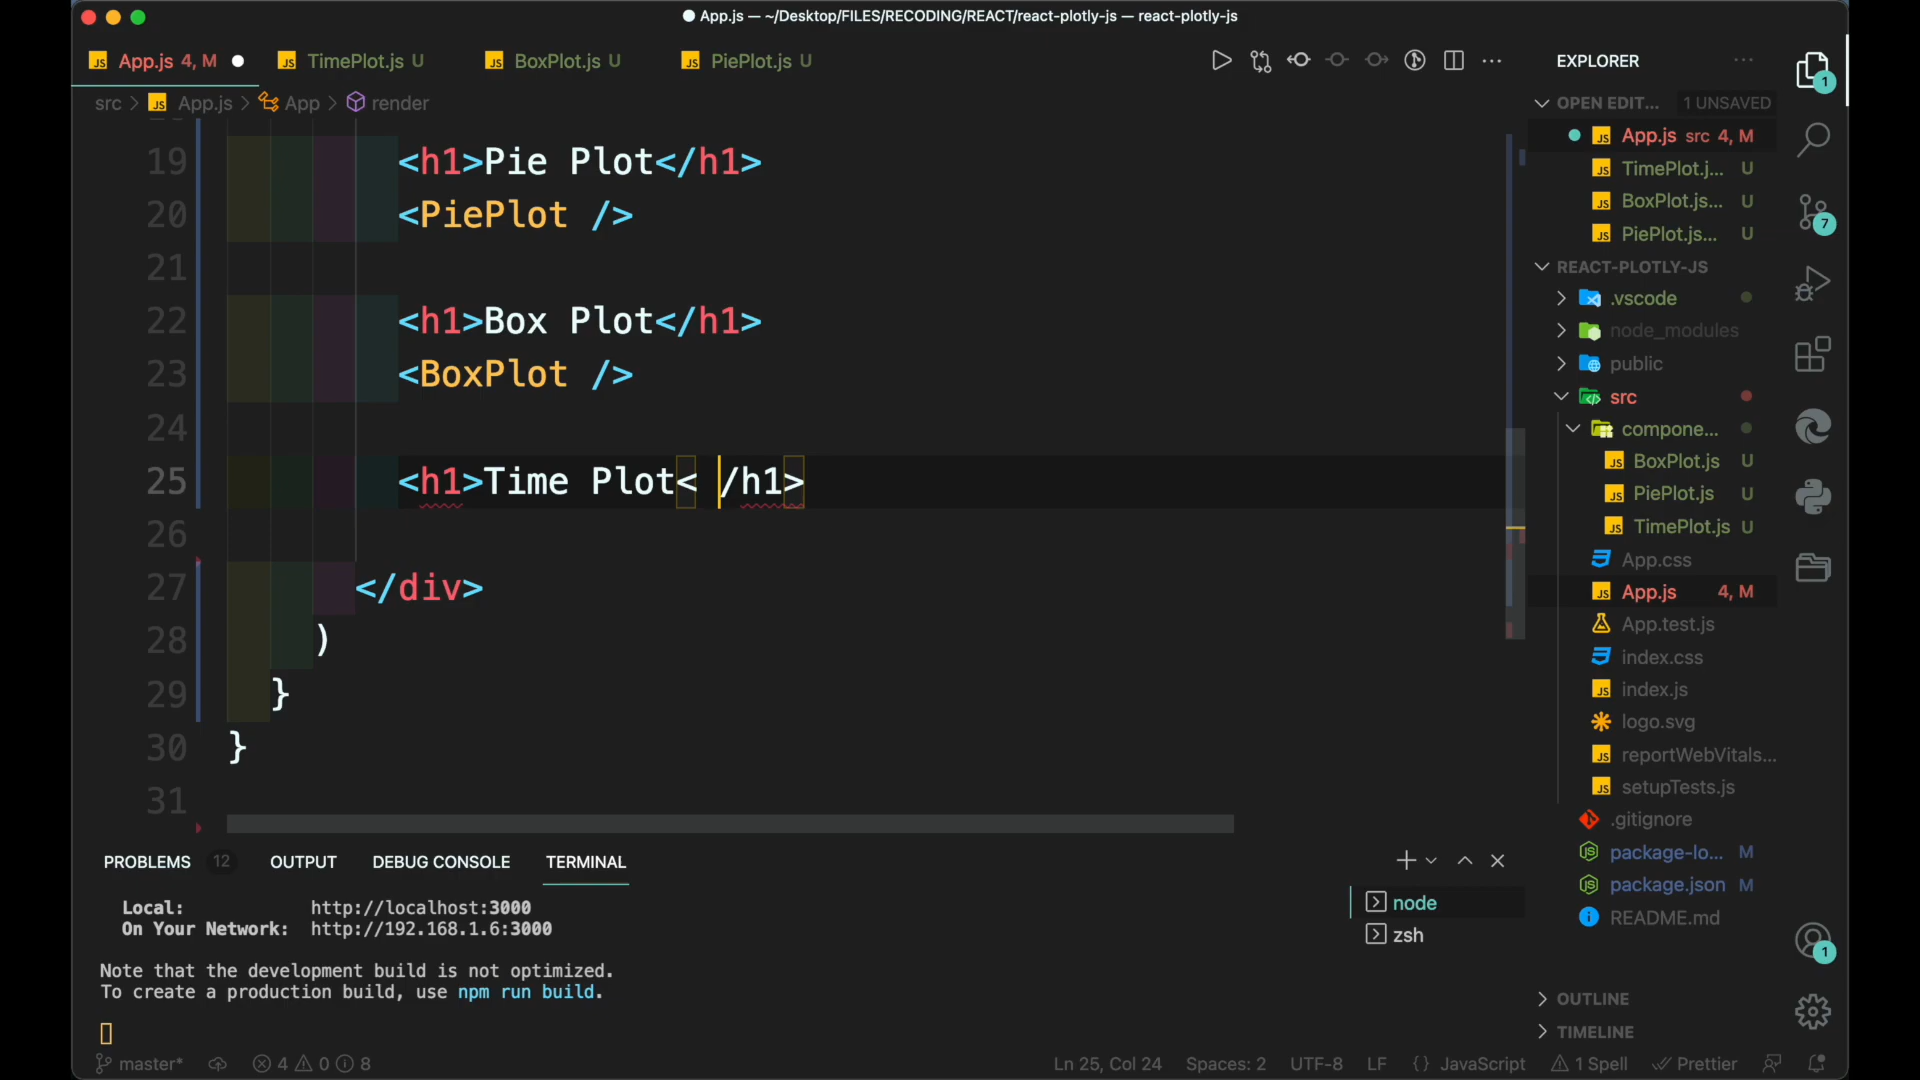 App.js — ~/Desktop/FILES/RECODING/REACT/react-plotly-js — react-plotly-js
App.js 4, M
TimePlot.js U
BoxPlot.js U
PiePlot.js U
src > App.js > App > render
19 <h1>Pie Plot</h1>
20 <PiePlot />
21
22 <h1>Box Plot</h1>
23 <BoxPlot />
24
25 <h1>Time Plot< /h1>
26
27 </div>
28 )
29 }
30 }
31
PROBLEMS 12 OUTPUT DEBUG CONSOLE TERMINAL
Local: http://localhost:3000
On Your Network: http://192.168.1.6:3000
Note that the development build is not optimized.
To create a production build, use npm run build.
node
zsh
EXPLORER
OPEN EDIT... 1 UNSAVED
App.js src 4, M
TimePlot.j... U
BoxPlot.js... U
PiePlot.js... U
REACT-PLOTLY-JS
.vscode
node_modules
public
src
compone...
BoxPlot.js U
PiePlot.js U
TimePlot.js U
App.css
App.js 4, M
App.test.js
index.css
index.js
logo.svg
reportWebVitals...
setupTests.js
.gitignore
package-lo... M
package.json M
README.md
OUTLINE
TIMELINE
1
7
1
master* 4 0 8 Ln 25, Col 24 Spaces: 2 UTF-8 LF {} JavaScript 1 Spell Prettier